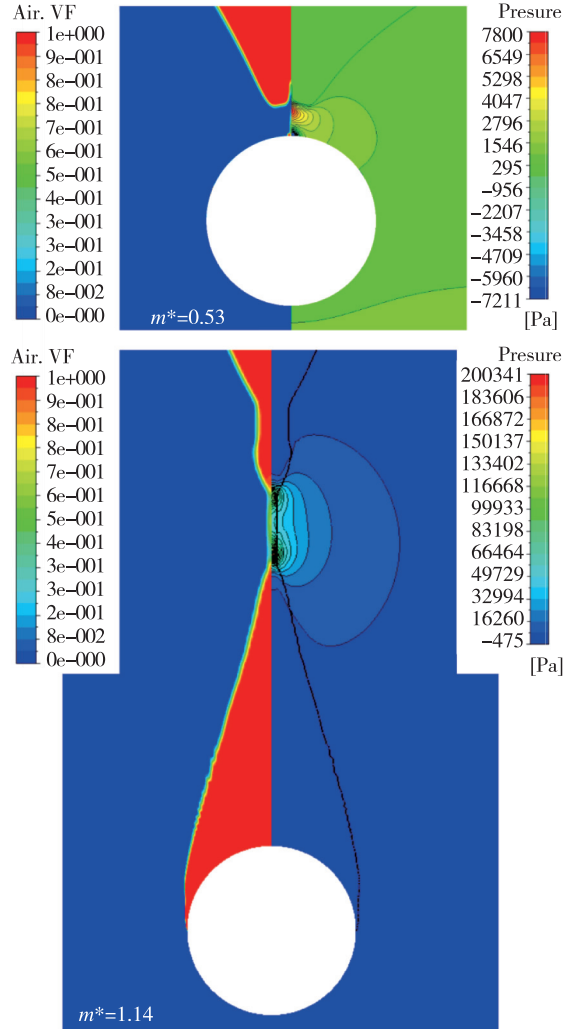 Air. VF
1e+000
9e-001
8e-001
8e-001
7e-001
6e-001
5e-001
4e-001
3e-001
3e-001
2e-001
8e-002
0e-000
Presure
7800
6549
5298
4047
2796
1546
295
-956
-2207
-3458
-4709
-5960
-7211
[Pa]
m*=0.53
Air. VF
1e+000
9e-001
8e-001
8e-001
7e-001
6e-001
5e-001
4e-001
3e-001
3e-001
2e-001
8e-002
0e-000
Presure
200341
183606
166872
150137
133402
116668
99933
83198
66464
49729
32994
16260
-475
[Pa]
m*=1.14